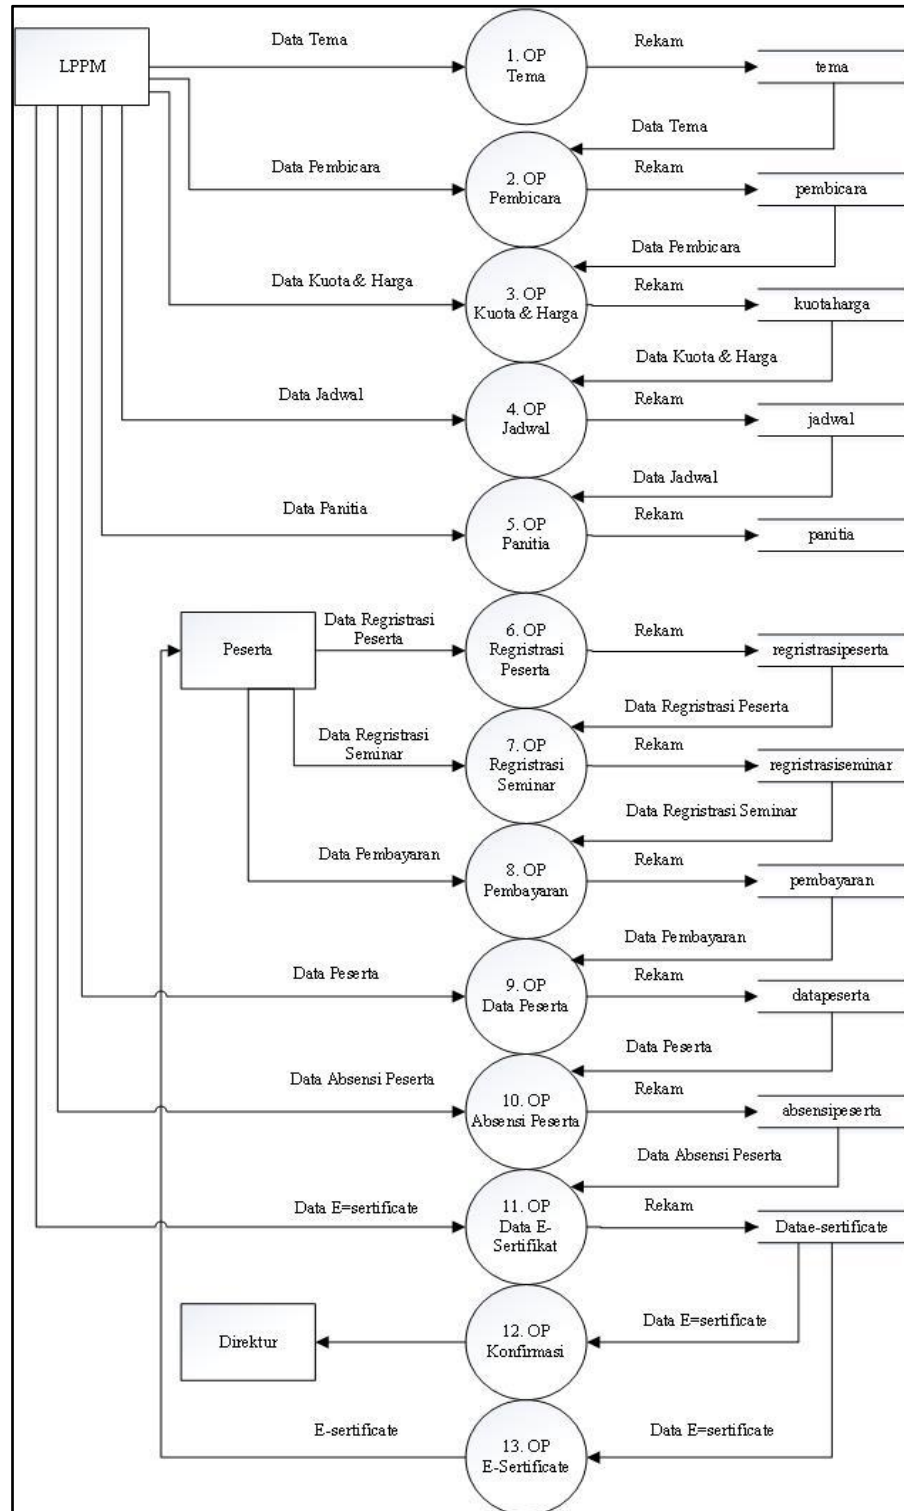 LPPM
Data Tema
1. OP
Tema
Rekam
tema
Data Tema
Data Pembicara
2. OP
Pembicara
Rekam
pembicara
Data Pembicara
Data Kuota & Harga
3. OP
Kuota & Harga
Rekam
kuotaharga
Data Kuota & Harga
Data Jadwal
4. OP
Jadwal
Rekam
jadwal
Data Jadwal
Data Panitia
5. OP
Panitia
Rekam
panitia
Peserta
Data Regristrasi
Peserta
6. OP
Regristrasi
Peserta
Rekam
regristrasipeserta
Data Regristrasi Peserta
Data Regristrasi
Seminar
7. OP
Regristrasi
Seminar
Rekam
regristrasiseminar
Data Regristrasi Seminar
Data Pembayaran
8. OP
Pembayaran
Rekam
pembayaran
Data Pembayaran
Data Peserta
9. OP
Data Peserta
Rekam
datapeserta
Data Peserta
Data Absensi Peserta
10. OP
Absensi Peserta
Rekam
absensipeserta
Data Absensi Peserta
Data E=sertificate
11. OP
Data E-
Sertifikat
Rekam
Datae-sertificate
Data E=sertificate
Direktur
12. OP
Konfirmasi
E-sertificate
13. OP
E-Sertificate
Data E=sertificate